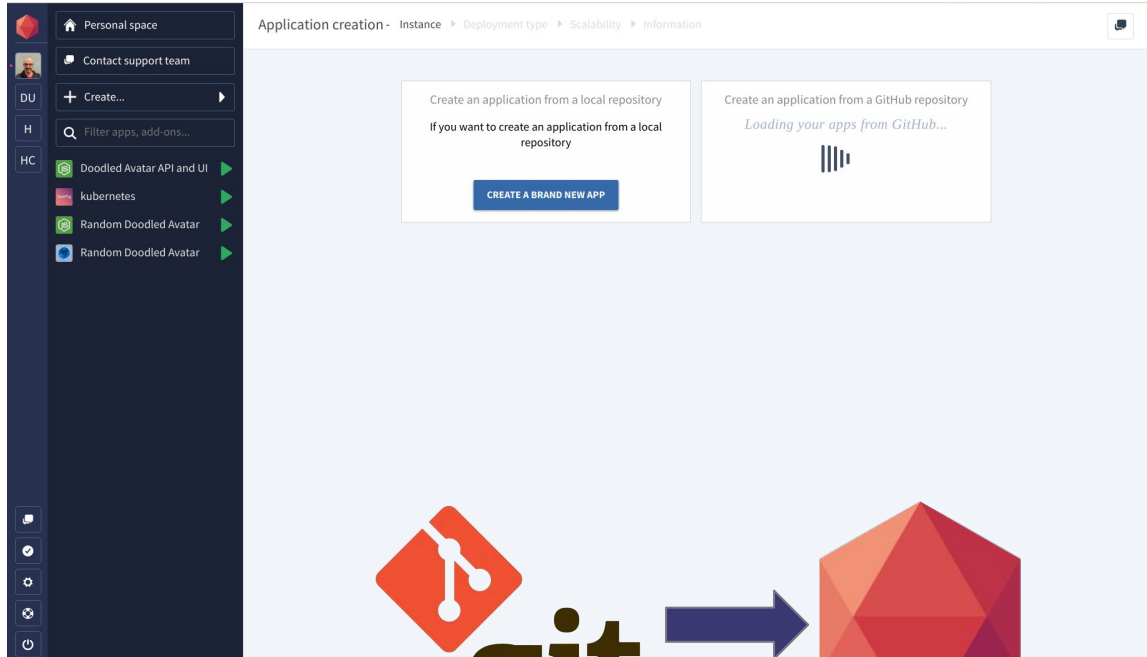 Personal space
Contact support team
Create...
Filter apps, add-ons...
Doodled Avatar API and UI
kubernetes
Random Doodled Avatar
Random Doodled Avatar
DU
H
HC
Application creation - Instance Deployment type Scalability Information
Create an application from a local repository
If you want to create an application from a local
repository
CREATE A BRAND NEW APP
Create an application from a GitHub repository
Loading your apps from GitHub...
git